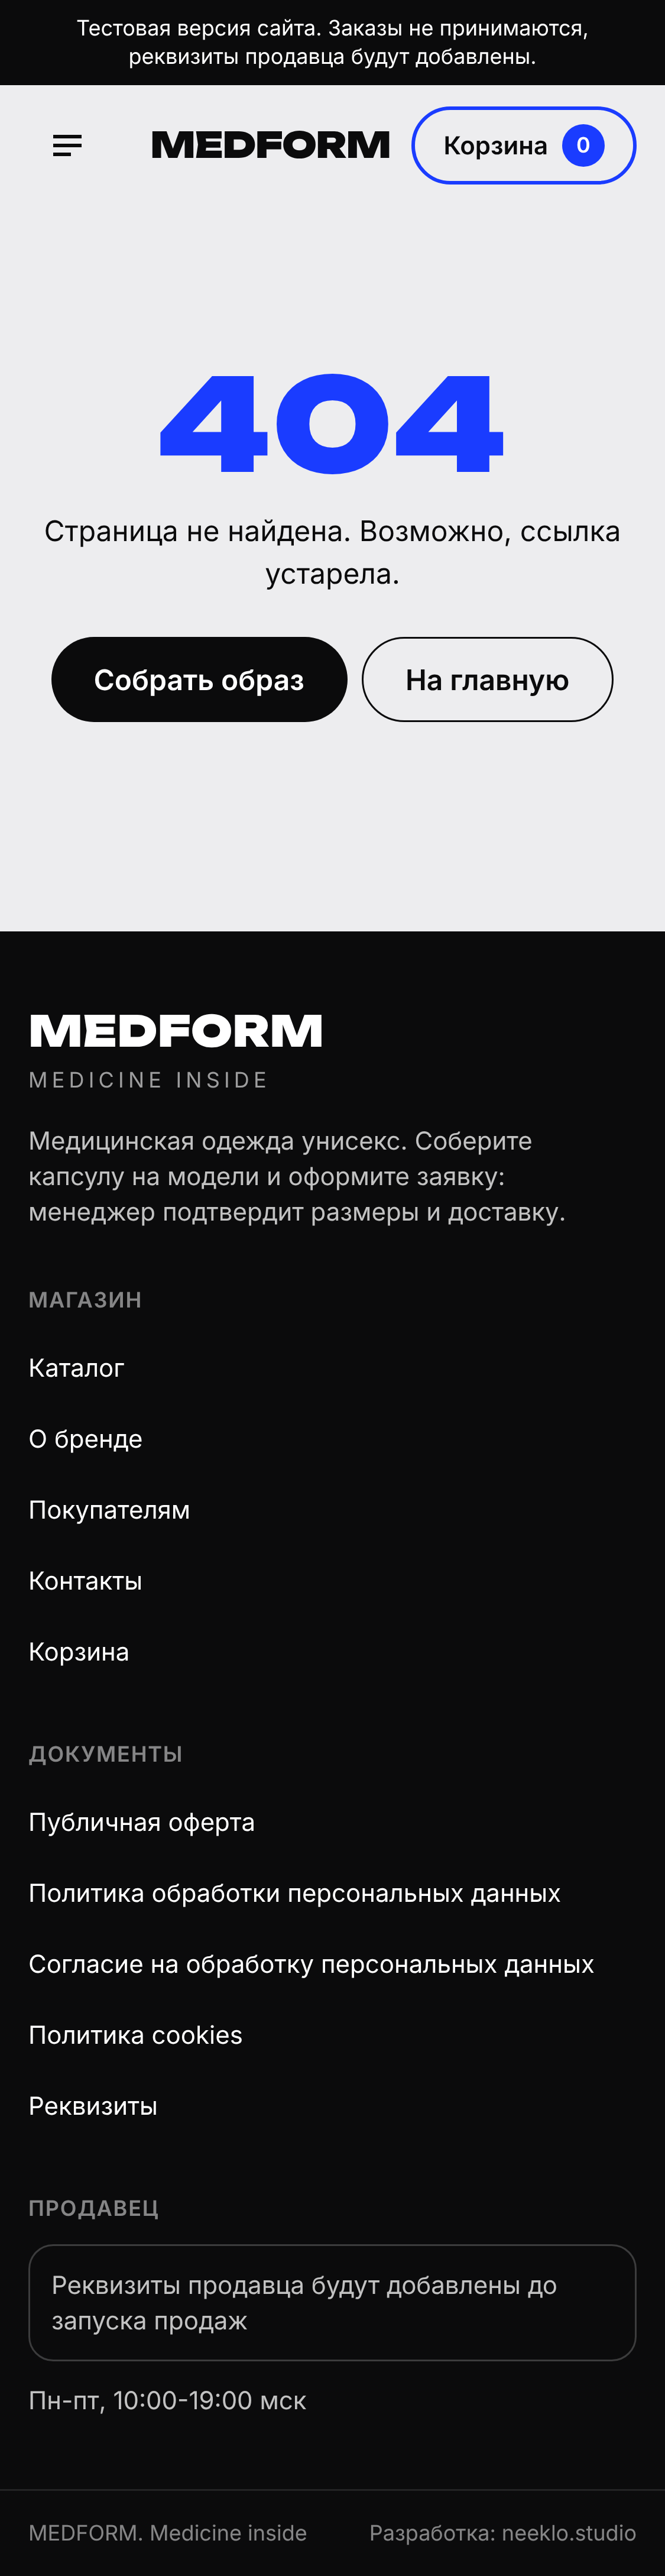 Тестовая версия сайта. Заказы не принимаются,
реквизиты продавца будут добавлены.
MEDFORM
Корзина 0
404
Страница не найдена. Возможно, ссылка
устарела.
Собрать образ
На главную
MEDFORM
MEDICINE INSIDE
Медицинская одежда унисекс. Соберите
капсулу на модели и оформите заявку:
менеджер подтвердит размеры и доставку.
МАГАЗИН
Каталог
О бренде
Покупателям
Контакты
Корзина
ДОКУМЕНТЫ
Публичная оферта
Политика обработки персональных данных
Согласие на обработку персональных данных
Политика cookies
Реквизиты
ПРОДАВЕЦ
Реквизиты продавца будут добавлены до
запуска продаж
Пн-пт, 10:00-19:00 мск
MEDFORM. Medicine inside
Разработка: neeklo.studio